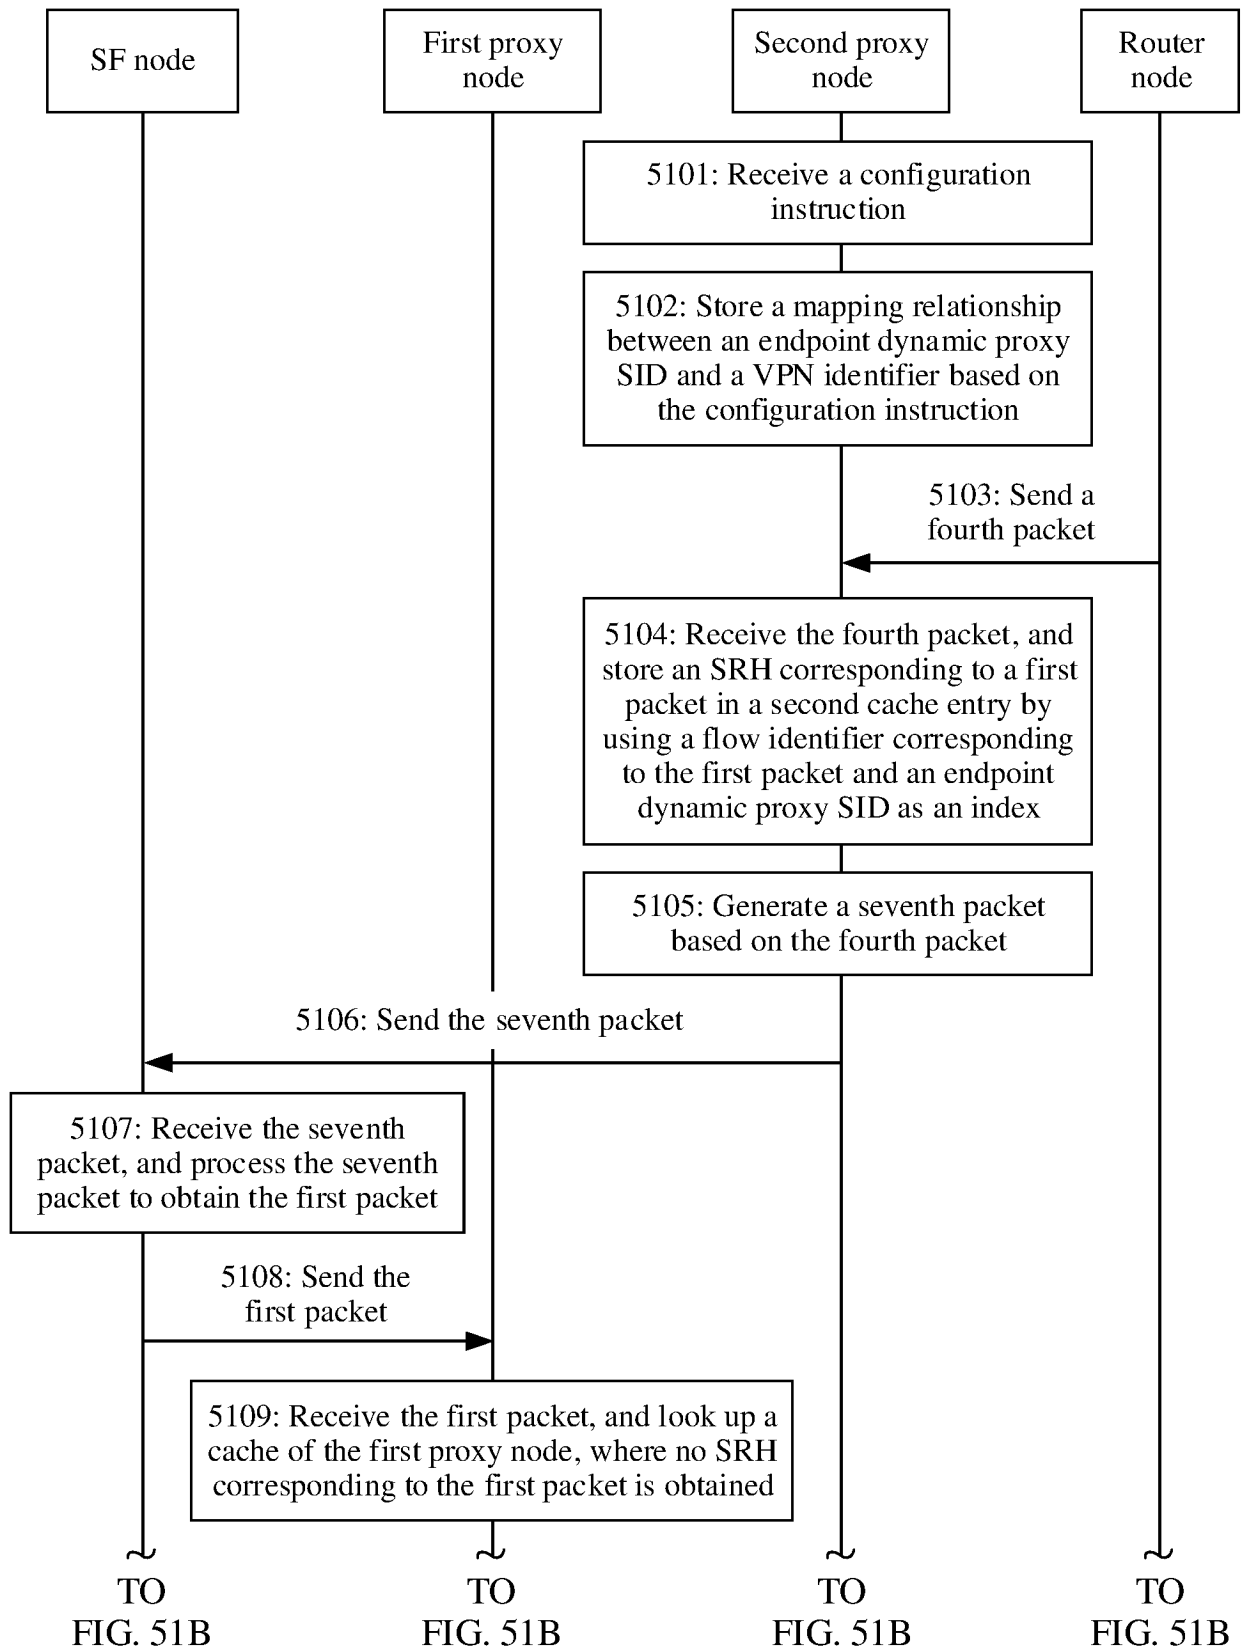 SF node
First proxy
node
Second proxy
node
Router
node
5101: Receive a configuration
instruction
5102: Store a mapping relationship
between an endpoint dynamic proxy
SID and a VPN identifier based on
the configuration instruction
5103: Send a
fourth packet
5104: Receive the fourth packet, and
store an SRH corresponding to a first
packet in a second cache entry by
using a flow identifier corresponding
to the first packet and an endpoint
dynamic proxy SID as an index
5105: Generate a seventh packet
based on the fourth packet
5106: Send the seventh packet
5107: Receive the seventh
packet, and process the seventh
packet to obtain the first packet
5108: Send the
first packet
5109: Receive the first packet, and look up a
cache of the first proxy node, where no SRH
corresponding to the first packet is obtained
TO
FIG. 51B
TO
FIG. 51B
TO
FIG. 51B
TO
FIG. 51B